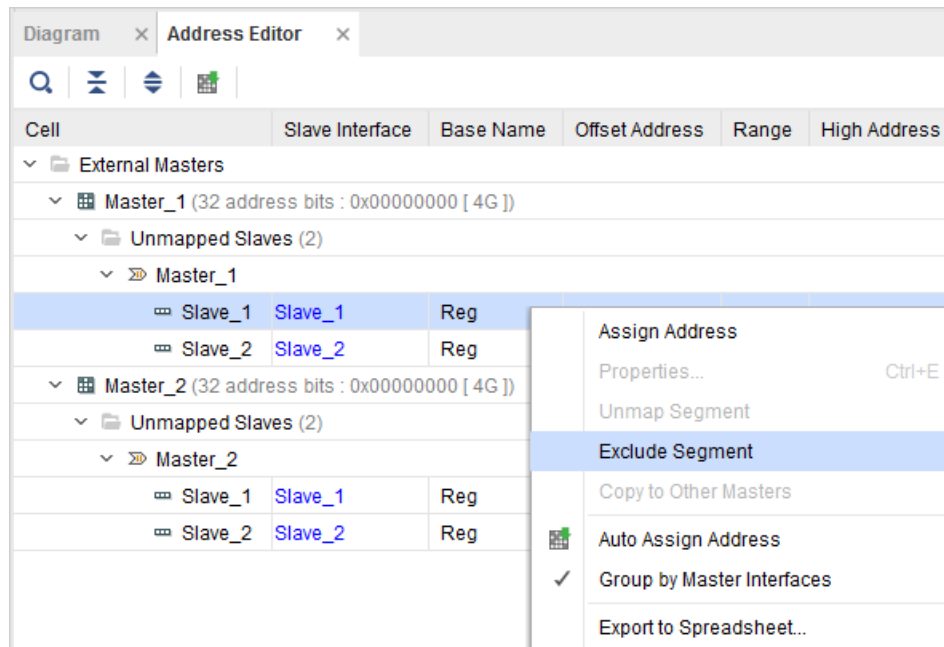 Diagram × Address Editor ×
Cell Slave Interface Base Name Offset Address Range High Address
External Masters
Master_1 (32 address bits : 0x00000000 [ 4G ])
Unmapped Slaves (2)
Master_1
Slave_1 Slave_1 Reg
Slave_2 Slave_2 Reg
Master_2 (32 address bits : 0x00000000 [ 4G ])
Unmapped Slaves (2)
Master_2
Slave_1 Slave_1 Reg
Slave_2 Slave_2 Reg
Assign Address
Properties... Ctrl+E
Unmap Segment
Exclude Segment
Copy to Other Masters
Auto Assign Address
Group by Master Interfaces
Export to Spreadsheet...